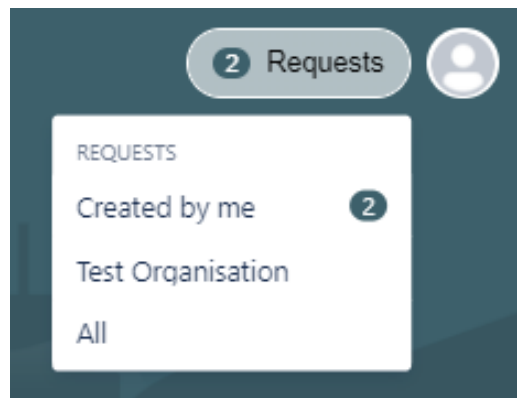 2 Requests
REQUESTS
Created by me 2
Test Organisation
All